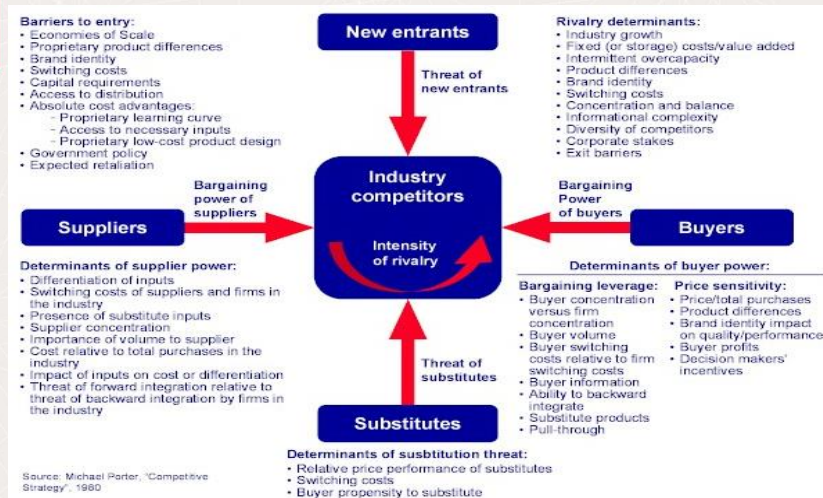 Barriers to entry:
• Economies of Scale
• Proprietary product differences
• Brand identity
• Switching costs
• Capital requirements
• Access to distribution
• Absolute cost advantages:
- Proprietary learning curve
- Access to necessary inputs
- Proprietary low-cost product design
• Government policy
• Expected retaliation
New entrants
Threat of
new entrants
Rivalry determinants:
• Industry growth
• Fixed (or storage) costs/value added
• Intermittent overcapacity
• Product differences
• Brand identity
• Switching costs
• Concentration and balance
• Informational complexity
• Diversity of competitors
• Corporate stakes
• Exit barriers
Suppliers
Bargaining
power of
suppliers
Industry
competitors
Intensity
of rivalry
Bargaining
Power
of buyers
Buyers
Determinants of supplier power:
• Differentiation of inputs
• Switching costs of suppliers and firms in
the industry
• Presence of substitute inputs
• Supplier concentration
• Importance of volume to supplier
• Cost relative to total purchases in the
industry
• Impact of inputs on cost or differentiation
• Threat of forward integration relative to
threat of backward integration by firms in
the industry
Threat of
substitutes
Substitutes
Determinants of susbtitution threat:
• Relative price performance of substitutes
• Switching costs
• Buyer propensity to substitute
Determinants of buyer power:
Bargaining leverage:
• Buyer concentration
versus firm
concentration
• Buyer volume
• Buyer switching
costs relative to firm
switching costs
• Buyer information
• Ability to backward
integrate
• Substitute products
• Pull-through
Price sensitivity:
• Price/total purchases
• Product differences
• Brand identity impact
on quality/performance
• Buyer profits
• Decision makers'
incentives
Source: Michael Porter, "Competitive
Strategy", 1980